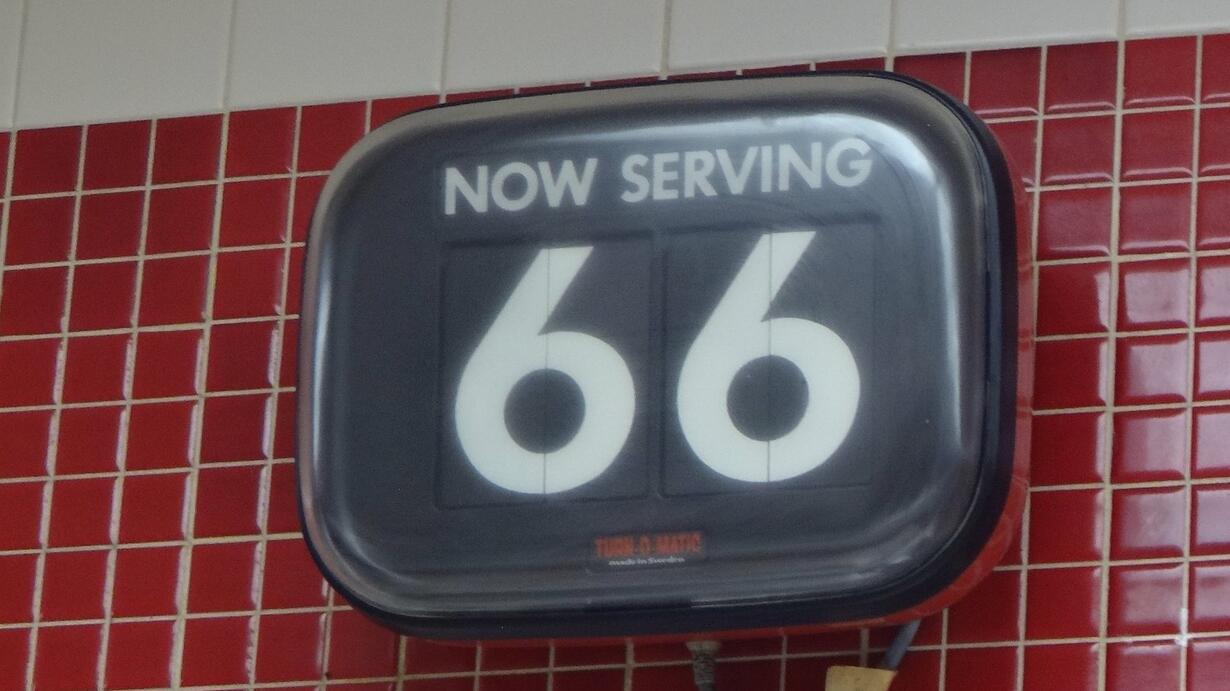 NOW SERVING
66
TURN-O-MATIC
made in Sweden